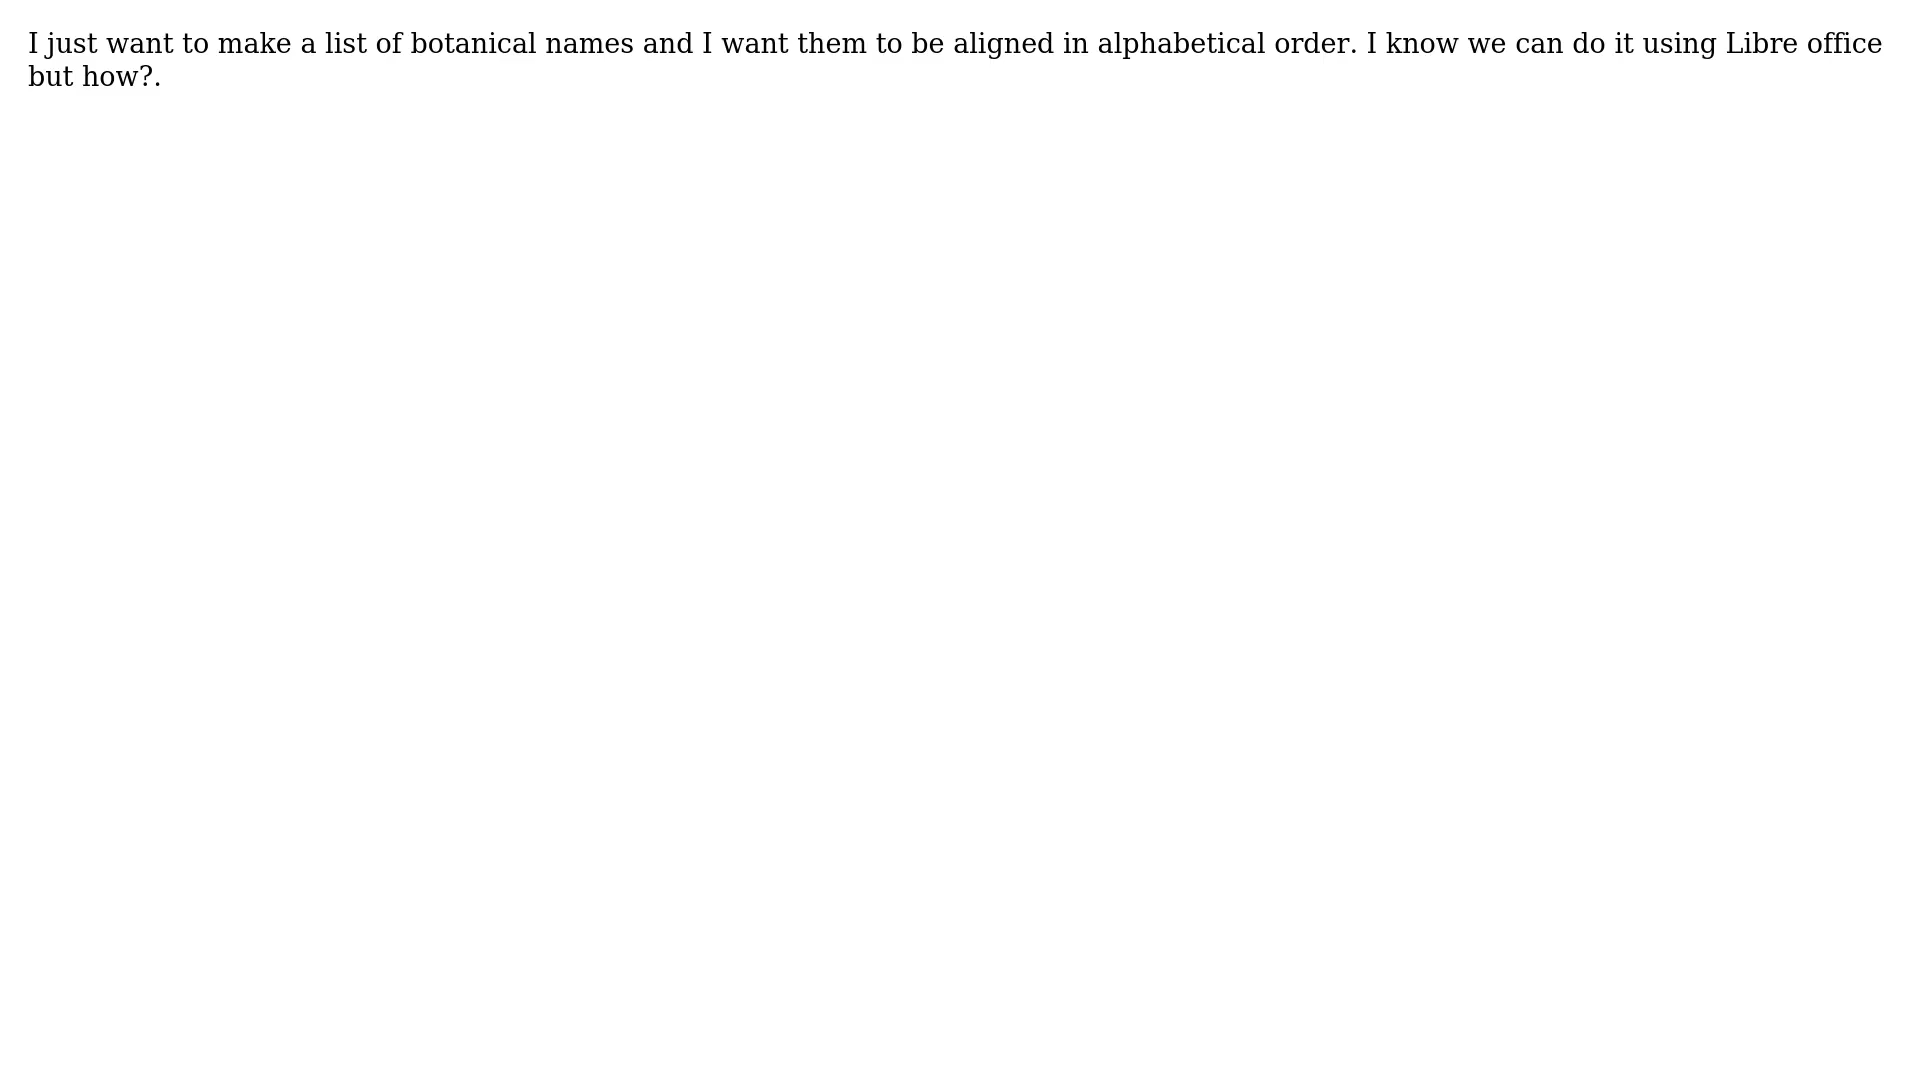 I just want to make a list of botanical names and I want them to be aligned in alphabetical order. I know we can do it using Libre office
but how?.